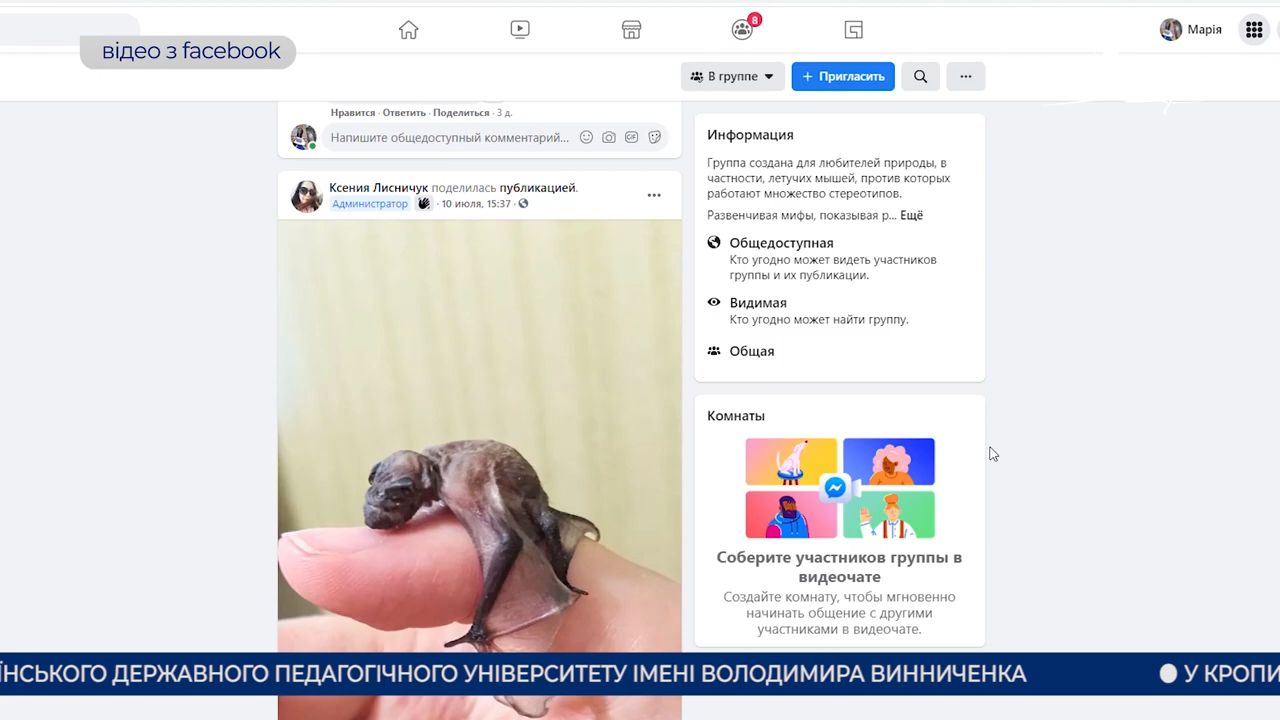 8
Марія
відео з facebook
В группе
+ Пригласить
Нравится · Ответить · Поделиться · 3 д.
Напишите общедоступный комментарий...
GIF
Ксения Лисничук поделилась публикацией.
Администратор · 10 июля, 15:37 ·
Информация
Группа создана для любителей природы, в
частности, летучих мышей, против которых
работают множество стереотипов.
Развенчивая мифы, показывая р... Ещё
Общедоступная
Кто угодно может видеть участников
группы и их публикации.
Видимая
Кто угодно может найти группу.
Общая
Комнаты
Соберите участников группы в
видеочате
Создайте комнату, чтобы мгновенно
начинать общение с другими
участниками в видеочате.
ЇНСЬКОГО ДЕРЖАВНОГО ПЕДАГОГІЧНОГО УНІВЕРСИТЕТУ ІМЕНІ ВОЛОДИМИРА ВИННИЧЕНКА ● У КРОПИ